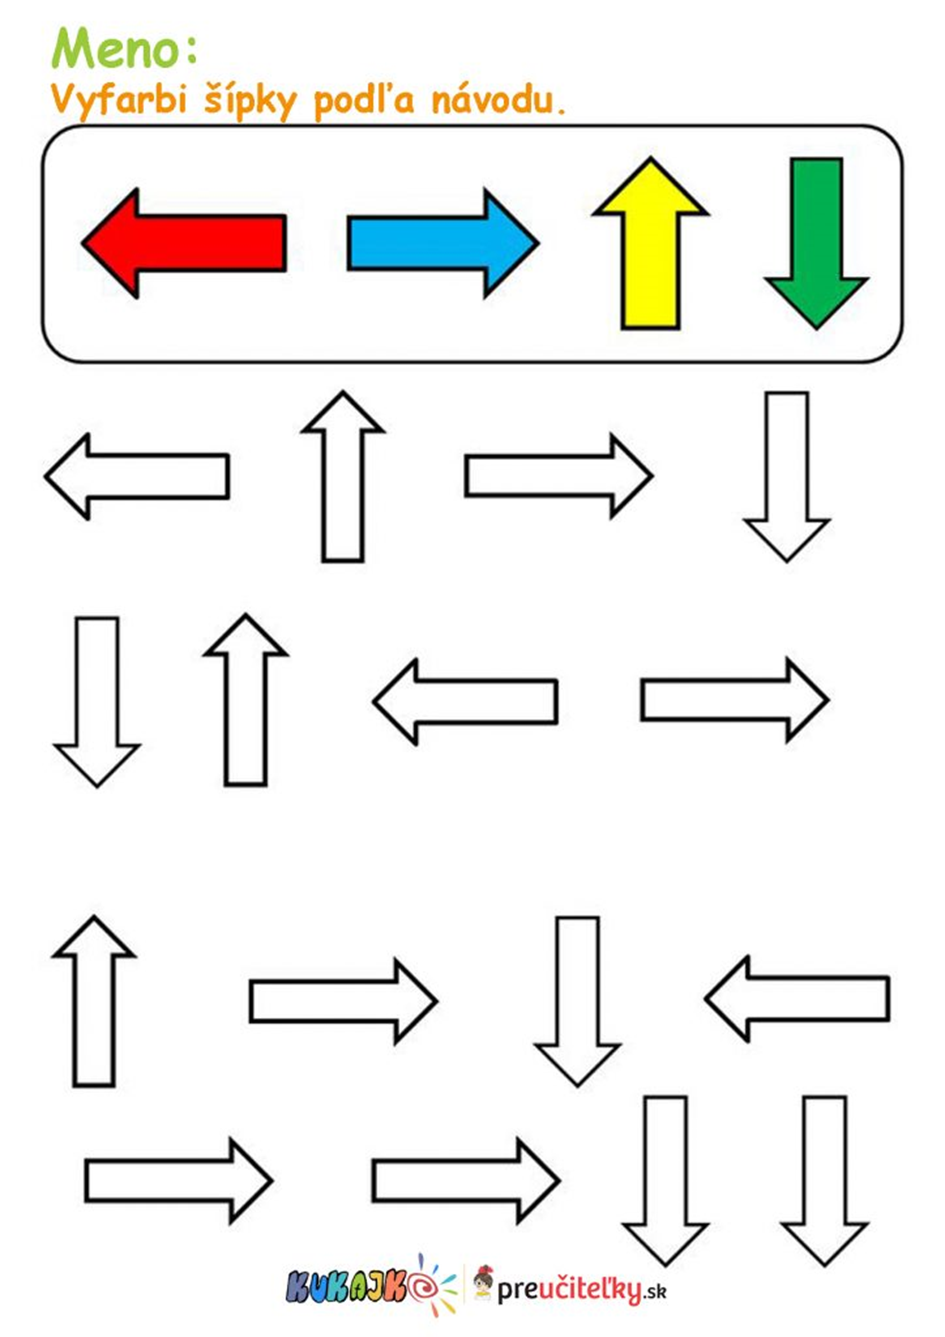 Meno:
Vyfarbi šípky podľa návodu.
KUKAJKO preučiteľky.sk